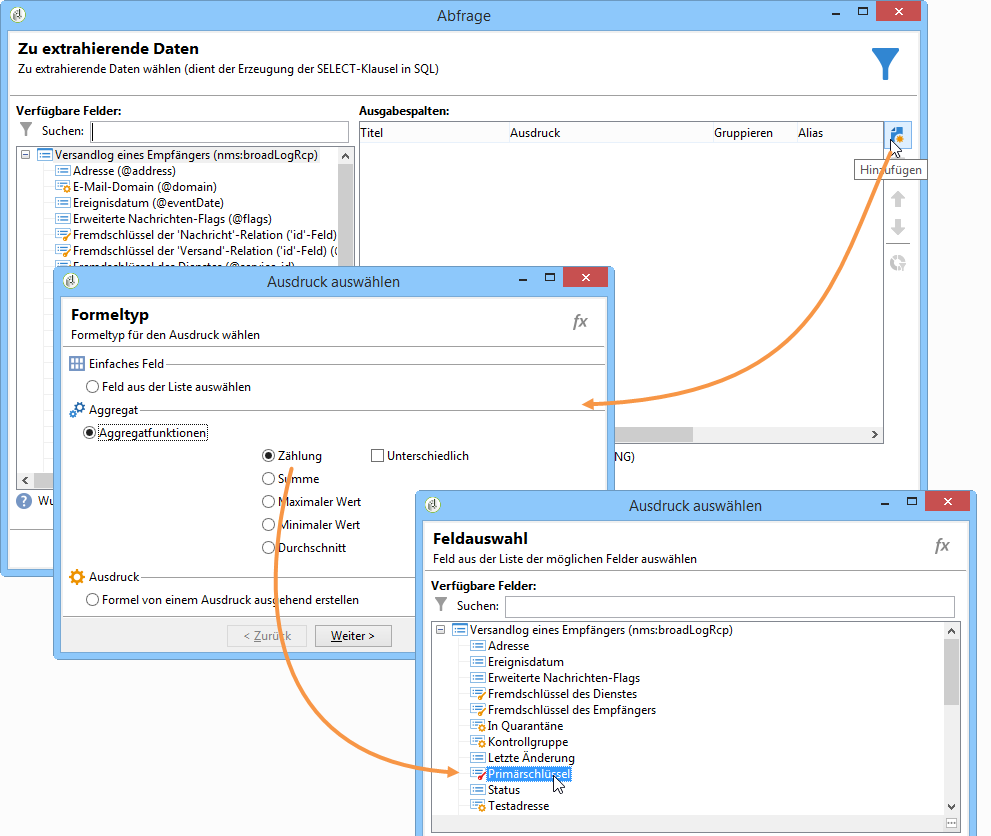 Abfrage
Zu extrahierende Daten
Zu extrahierende Daten wählen (dient der Erzeugung der SELECT-Klausel in SQL)
Verfügbare Felder:
Suchen:
Versandlog eines Empfängers (nms:broadLogRcp)
Adresse (@address)
E-Mail-Domain (@domain)
Ereignisdatum (@eventDate)
Erweiterte Nachrichten-Flags (@flags)
Fremdschlüssel der 'Nachricht'-Relation ('id'-Feld)
Fremdschlüssel der 'Versand'-Relation ('id'-Feld) (
Ausgabespalten:
Titel Ausdruck Gruppieren Alias
Hinzufügen
NG)
Wu
Ausdruck auswählen
Formeltyp
Formeltyp für den Ausdruck wählen
fx
Einfaches Feld
Feld aus der Liste auswählen
Aggregat
Aggregatfunktionen
Zählung Unterschiedlich
Summe
Maximaler Wert
Minimaler Wert
Durchschnitt
Ausdruck
Formel von einem Ausdruck ausgehend erstellen
< Zurück Weiter >
Ausdruck auswählen
Feldauswahl
Feld aus der Liste der möglichen Felder auswählen
fx
Verfügbare Felder:
Suchen:
Versandlog eines Empfängers (nms:broadLogRcp)
Adresse
Ereignisdatum
Erweiterte Nachrichten-Flags
Fremdschlüssel des Dienstes
Fremdschlüssel des Empfängers
In Quarantäne
Kontrollgruppe
Letzte Änderung
Primärschlüssel
Status
Testadresse